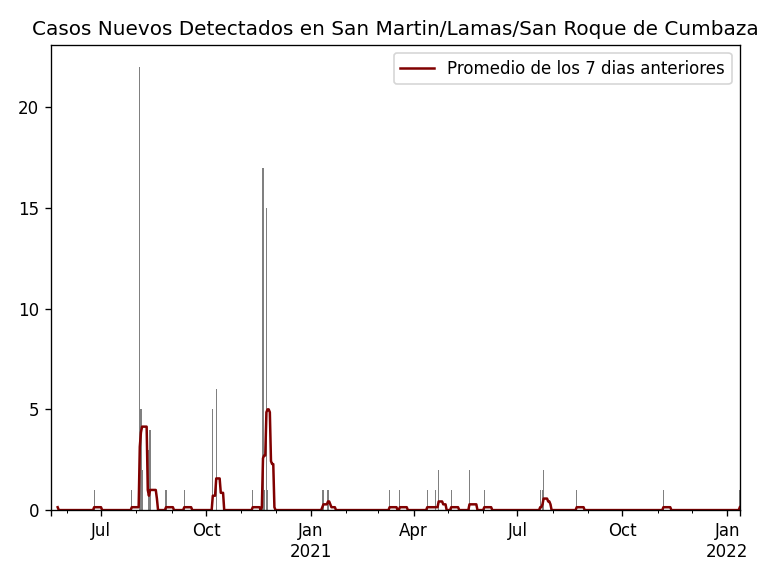 Casos Nuevos Detectados en San Martin/Lamas/San Roque de Cumbaza
Promedio de los 7 dias anteriores
20
15
10
5
0
Jul
Oct
Jan
2021
Apr
Jul
Oct
Jan
2022